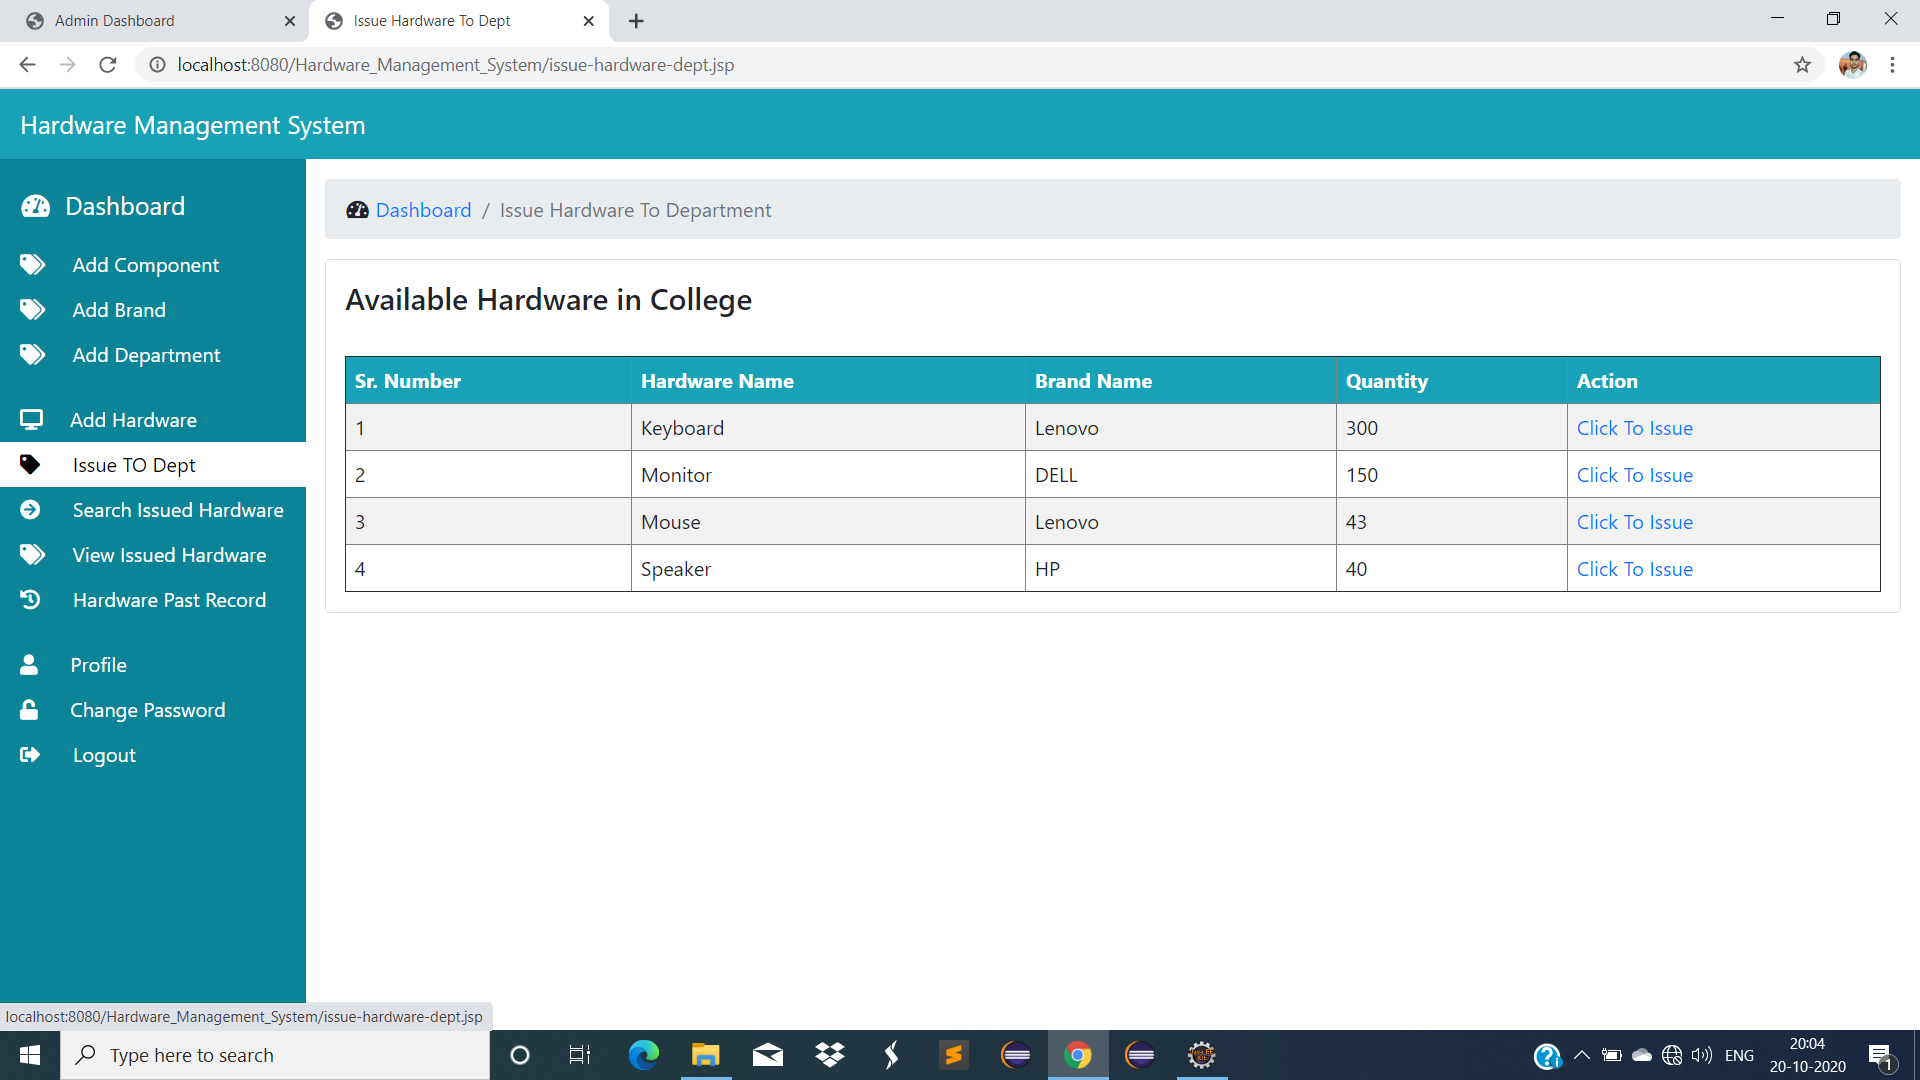 Admin Dashboard
Issue Hardware To Dept
localhost:8080/Hardware_Management_System/issue-hardware-dept.jsp
Hardware Management System
Dashboard
Add Component
Add Brand
Add Department
Add Hardware
Issue TO Dept
Search Issued Hardware
View Issued Hardware
Hardware Past Record
Profile
Change Password
Logout
Dashboard / Issue Hardware To Department
Available Hardware in College
Sr. Number Hardware Name Brand Name Quantity Action
1 Keyboard Lenovo 300 Click To Issue
2 Monitor DELL 150 Click To Issue
3 Mouse Lenovo 43 Click To Issue
4 Speaker HP 40 Click To Issue
localhost:8080/Hardware_Management_System/issue-hardware-dept.jsp
Type here to search
ENG
20:04
20-10-2020
1